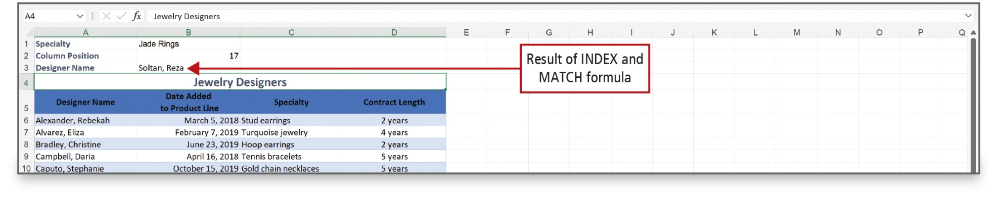 A4 fx Jewelry Designers
A B C D E F G H I J K L M N O P Q
1 Specialty Jade Rings
2 Column Position 17
3 Designer Name Soltan, Reza
Result of INDEX and
MATCH formula
4 Jewelry Designers
5 Designer Name Date Added to Product Line Specialty Contract Length
6 Alexander, Rebekah March 5, 2018 Stud earrings 2 years
7 Alvarez, Eliza February 7, 2019 Turquoise jewelry 4 years
8 Bradley, Christine June 23, 2019 Hoop earrings 2 years
9 Campbell, Daria April 16, 2018 Tennis bracelets 5 years
10 Caputo, Stephanie October 15, 2019 Gold chain necklaces 5 years